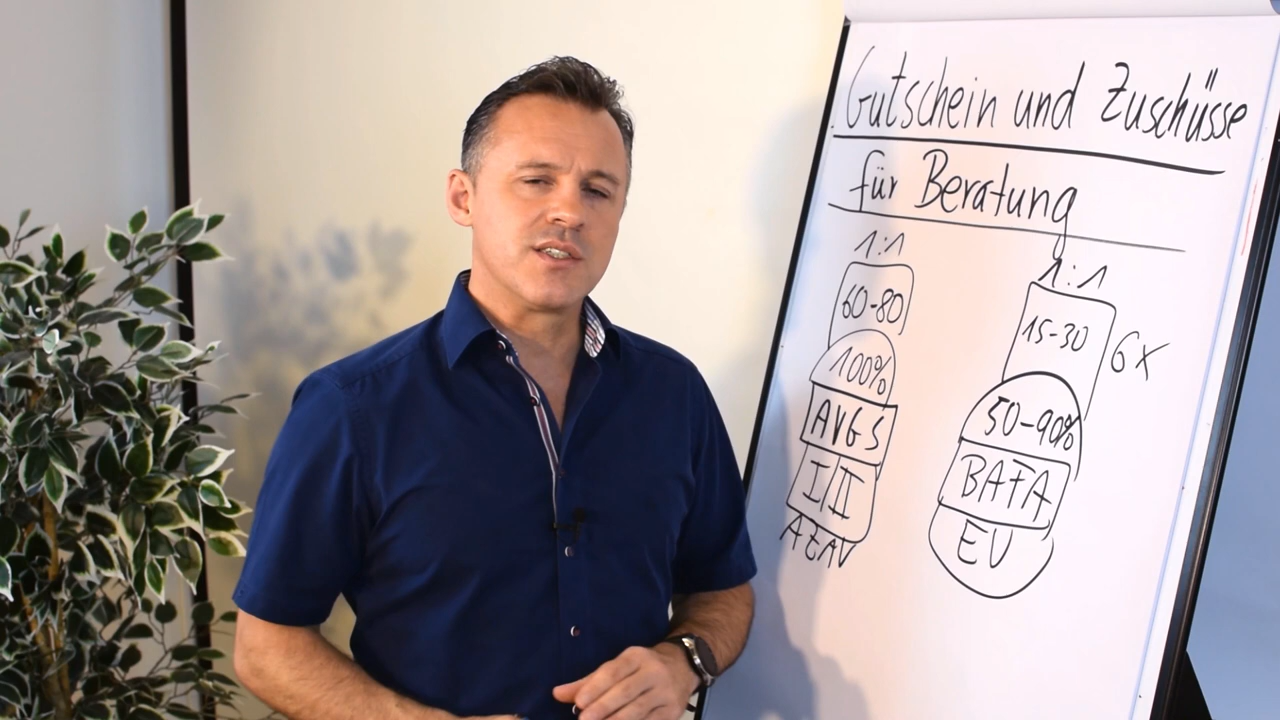 Gutschein und Zuschüsse
für Beratung
1:1
60-80
100%
AVGS
I/II
AZAV
1:1
15-30
6x
50-90%
BAFA
EU